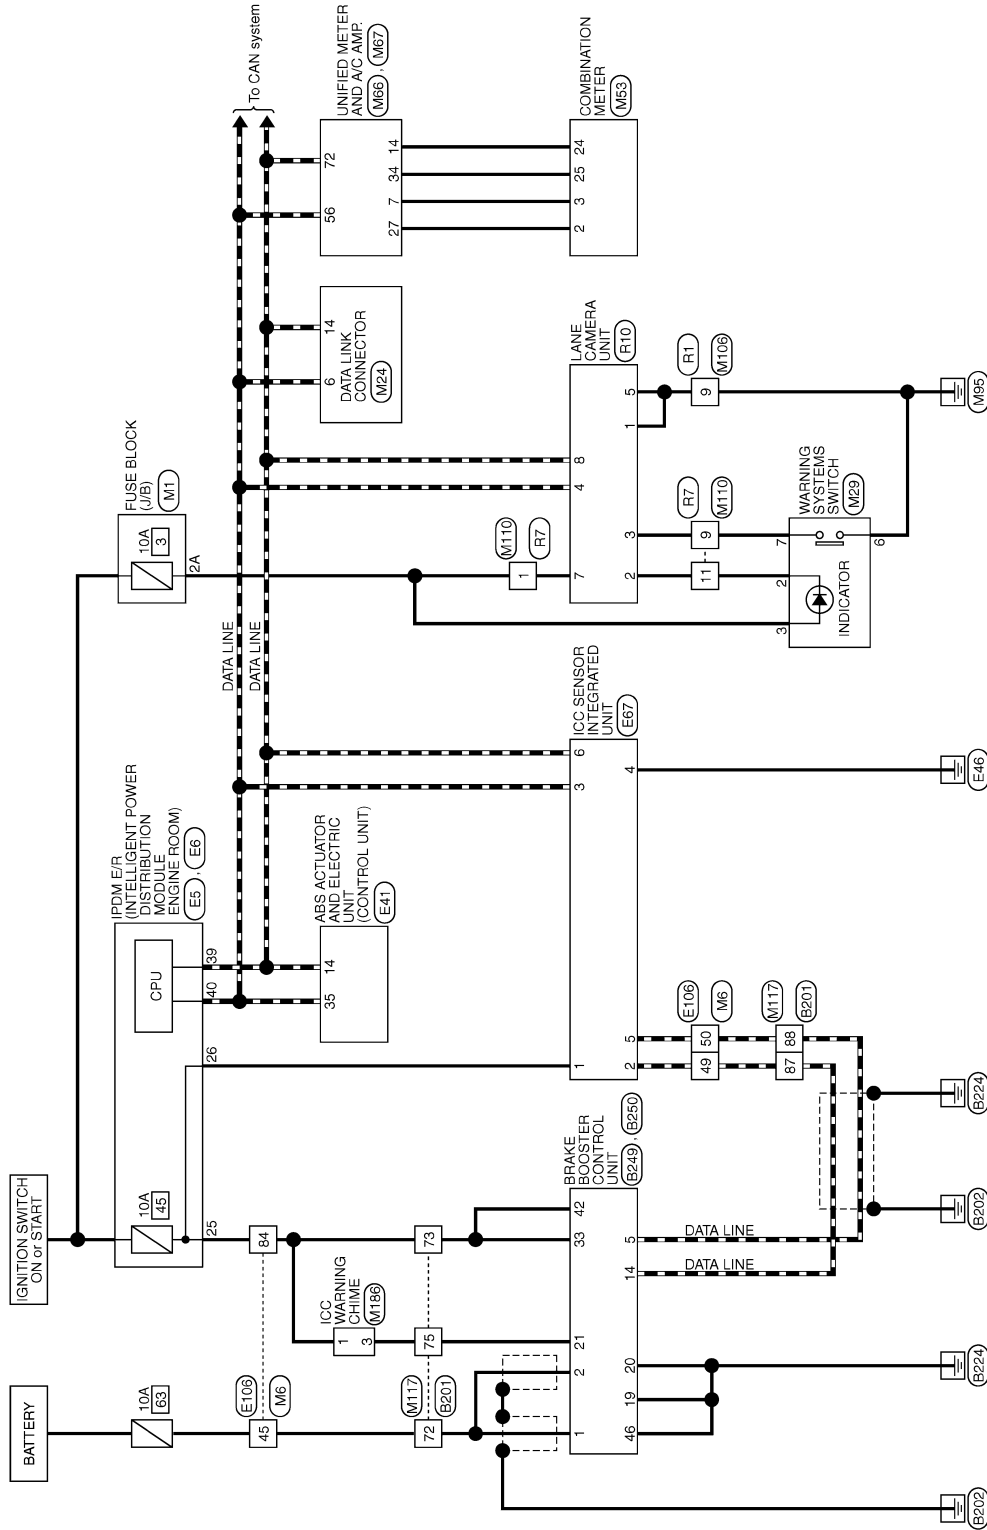 BATTERY
10A
63
E106
M6
45
M117
B201
72
IGNITION SWITCH
ON or START
10A
45
25
84
ICC
WARNING
CHIME
M186
1
3
75
73
IPDM E/R
(INTELLIGENT POWER
DISTRIBUTION
MODULE
ENGINE ROOM)
E5 , E6
CPU
26
40
39
ABS ACTUATOR
AND ELECTRIC
UNIT
(CONTROL UNIT)
E41
35
14
DATA LINE
DATA LINE
FUSE BLOCK
(J/B)
M1
10A
3
2A
To CAN system
DATA LINK
CONNECTOR
M24
6
14
UNIFIED METER
AND A/C AMP.
M66 , M67
56
72
27
7
34
14
COMBINATION
METER
M53
2
3
25
24
BRAKE
BOOSTER
CONTROL
UNIT
B249 , B250
1
2
21
33
42
46
19
20
14
5
DATA LINE
DATA LINE
ICC SENSOR
INTEGRATED
UNIT
E67
1
3
6
2
5
4
E106
M6
49
50
M117
B201
87
88
M110
R7
1
LANE
CAMERA
UNIT
R10
7
4
8
2
3
1
5
R7
M110
11
9
R1
M106
9
WARNING
SYSTEMS
SWITCH
M29
INDICATOR
3
2
7
6
B202
B224
B202
B224
E46
M95